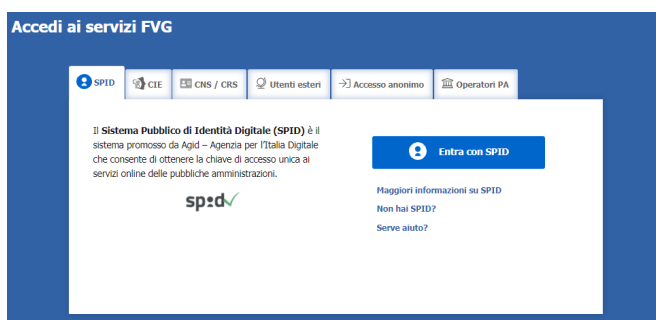 Accedi ai servizi FVG
SPID
CIE
CNS / CRS
Utenti esteri
Accesso anonimo
Operatori PA
Il Sistema Pubblico di Identità Digitale (SPID) è il
sistema promosso da Agid – Agenzia per l'Italia Digitale
che consente di ottenere la chiave di accesso unica ai
servizi online delle pubbliche amministrazioni.
sp:d
Entra con SPID
Maggiori informazioni su SPID
Non hai SPID?
Serve aiuto?